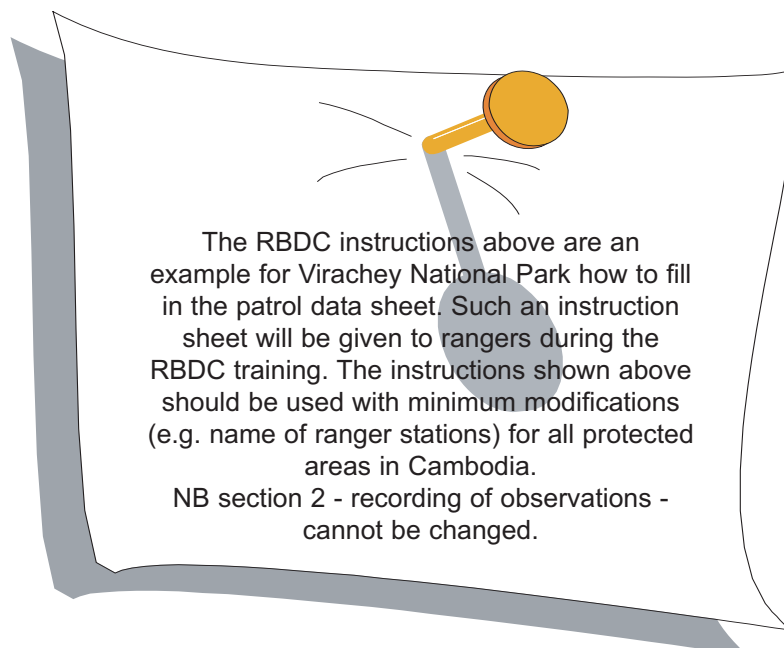 The RBDC instructions above are an
example for Virachey National Park how to fill
in the patrol data sheet. Such an instruction
sheet will be given to rangers during the
RBDC training. The instructions shown above
should be used with minimum modifications
(e.g. name of ranger stations) for all protected
areas in Cambodia.
NB section 2 - recording of observations -
cannot be changed.